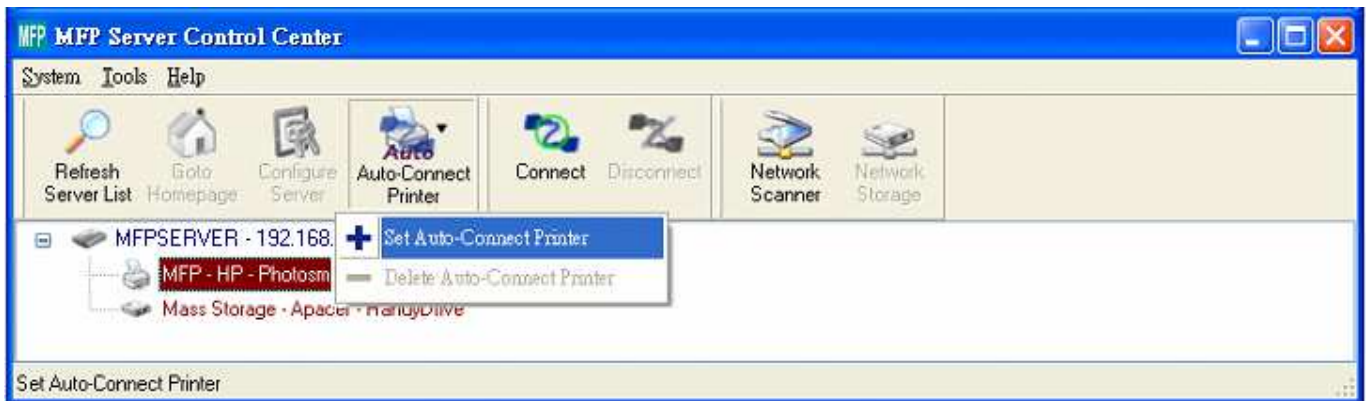 MFP MFP Server Control Center
System Tools Help
Refresh Server List
Goto Homepage
Configure Server
Auto
Auto-Connect Printer
Connect
Disconnect
Network Scanner
Network Storage
MFPSERVER - 192.168.
Set Auto-Connect Printer
MFP - HP - Photosm
Delete Auto-Connect Printer
Mass Storage - Apacer - HandyDrive
Set Auto-Connect Printer